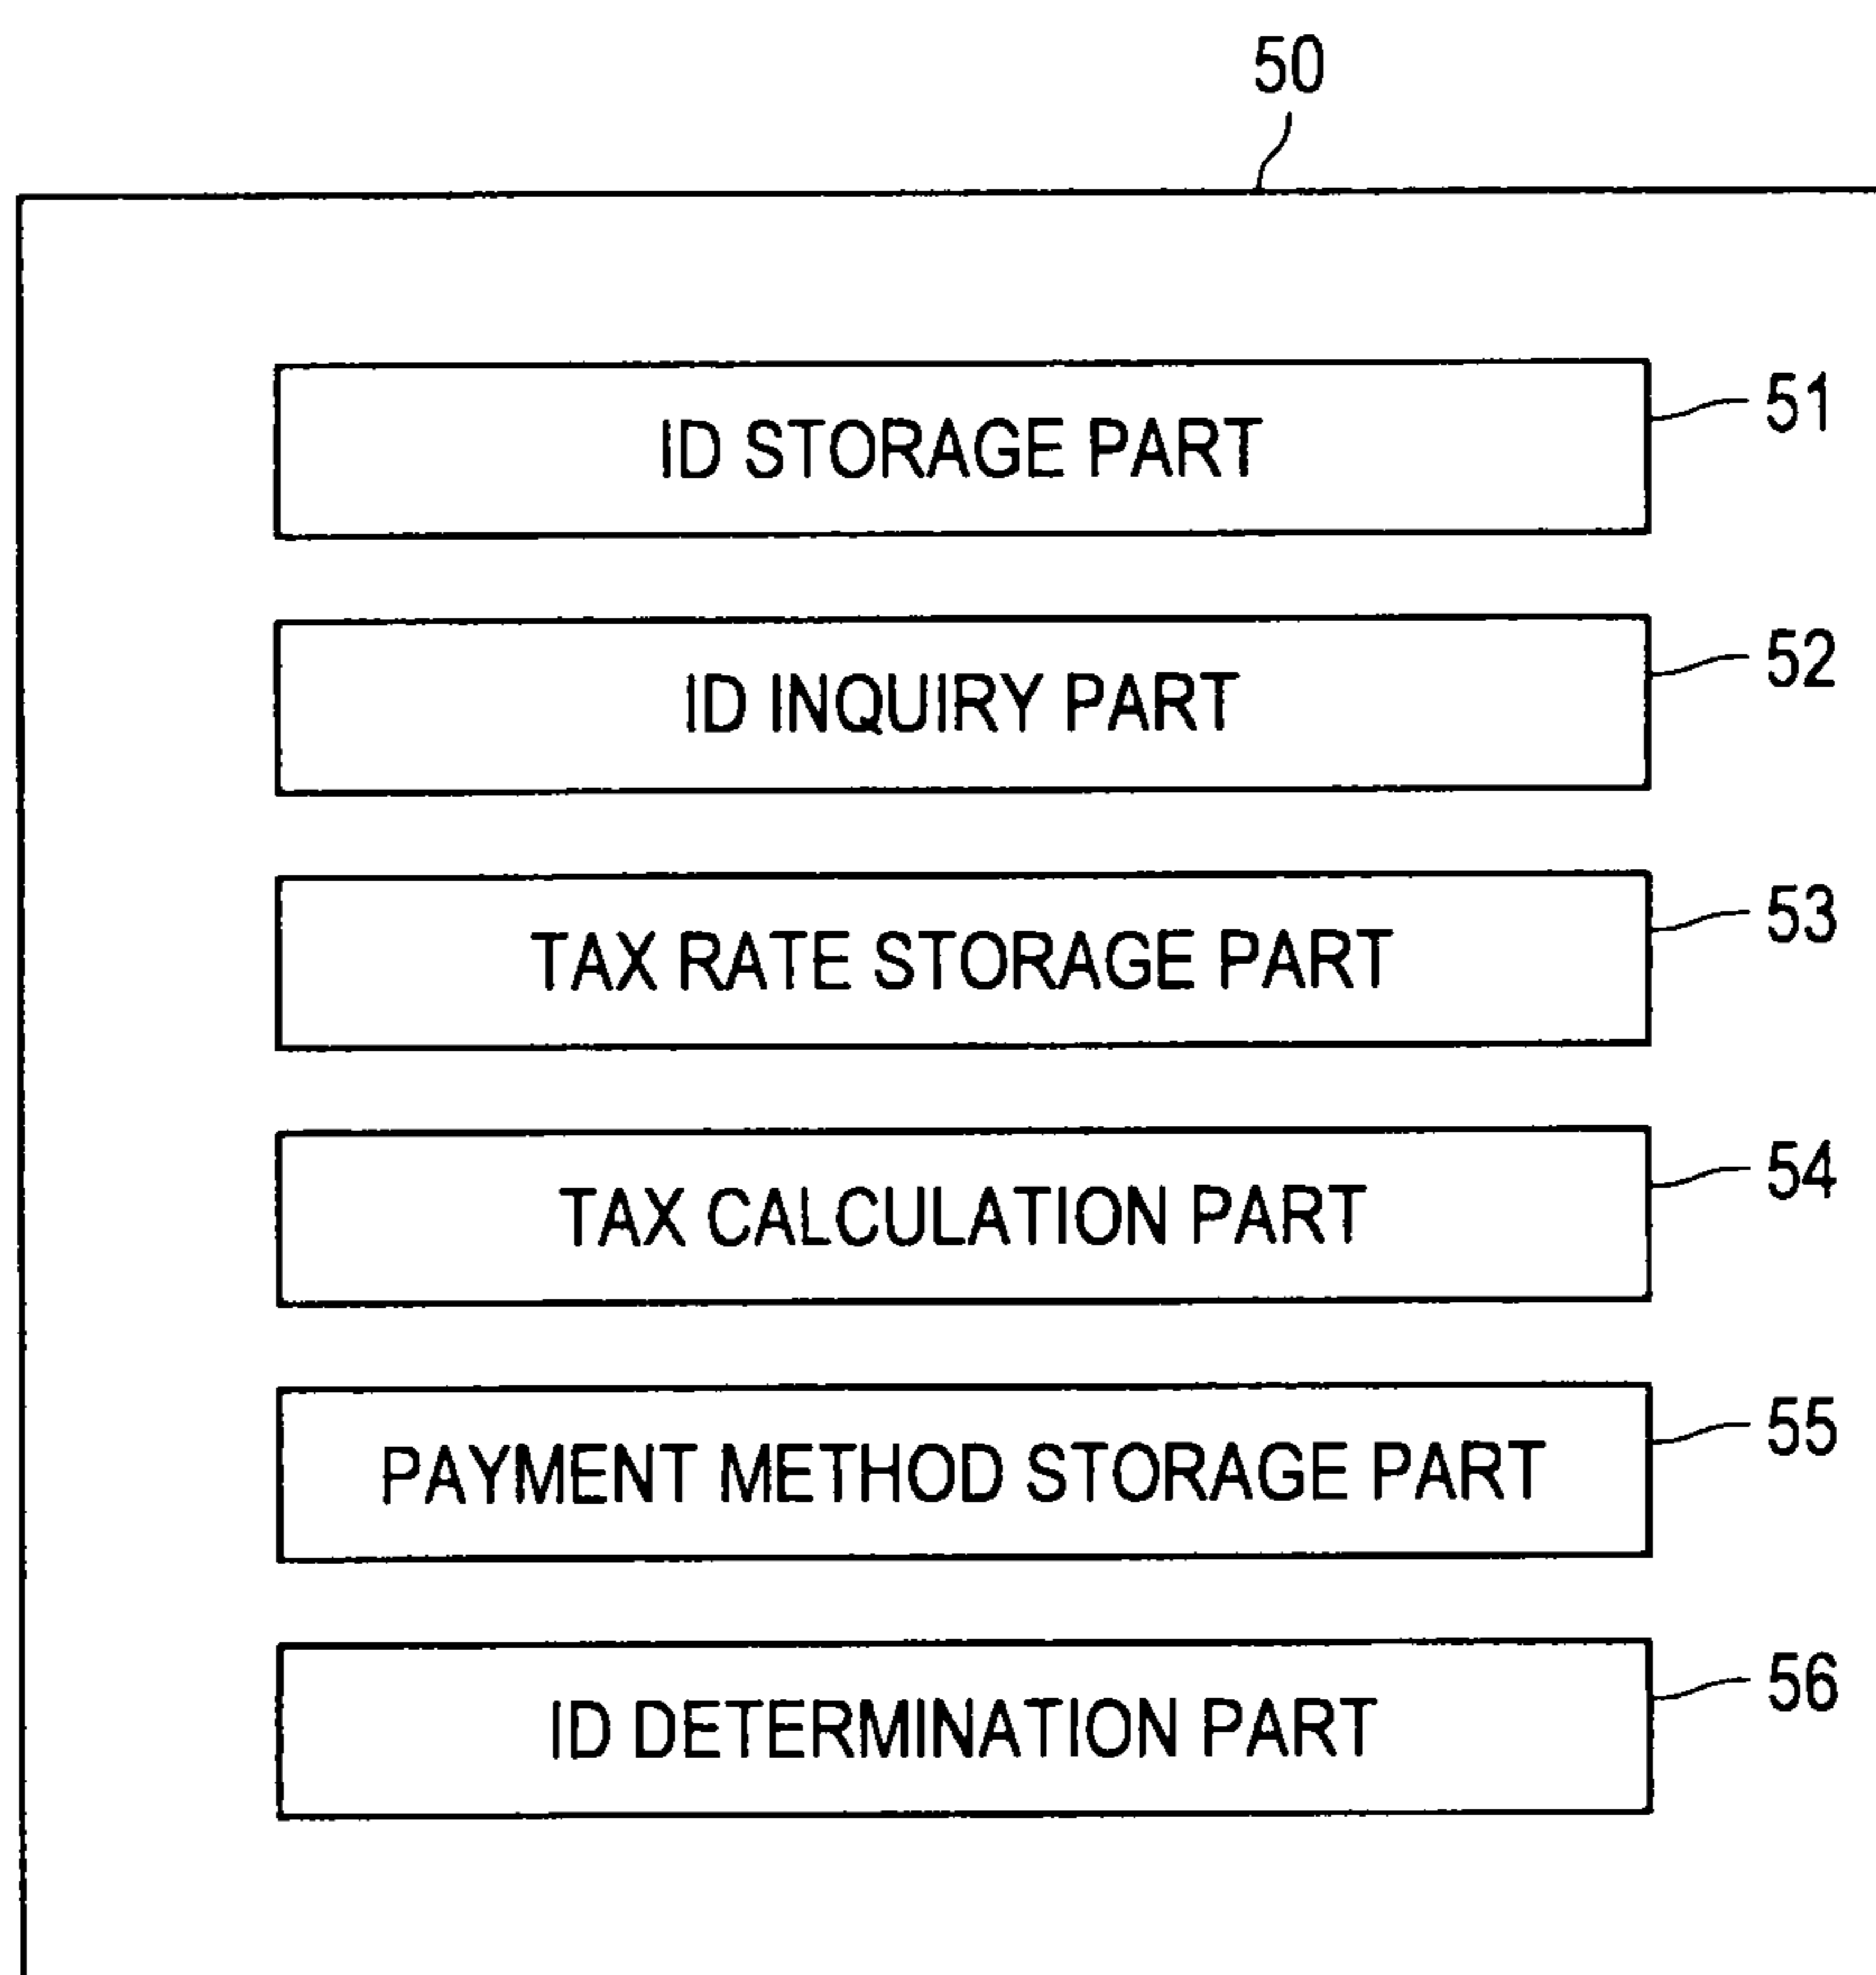 50
ID STORAGE PART 51
ID INQUIRY PART 52
TAX RATE STORAGE PART 53
TAX CALCULATION PART 54
PAYMENT METHOD STORAGE PART 55
ID DETERMINATION PART 56